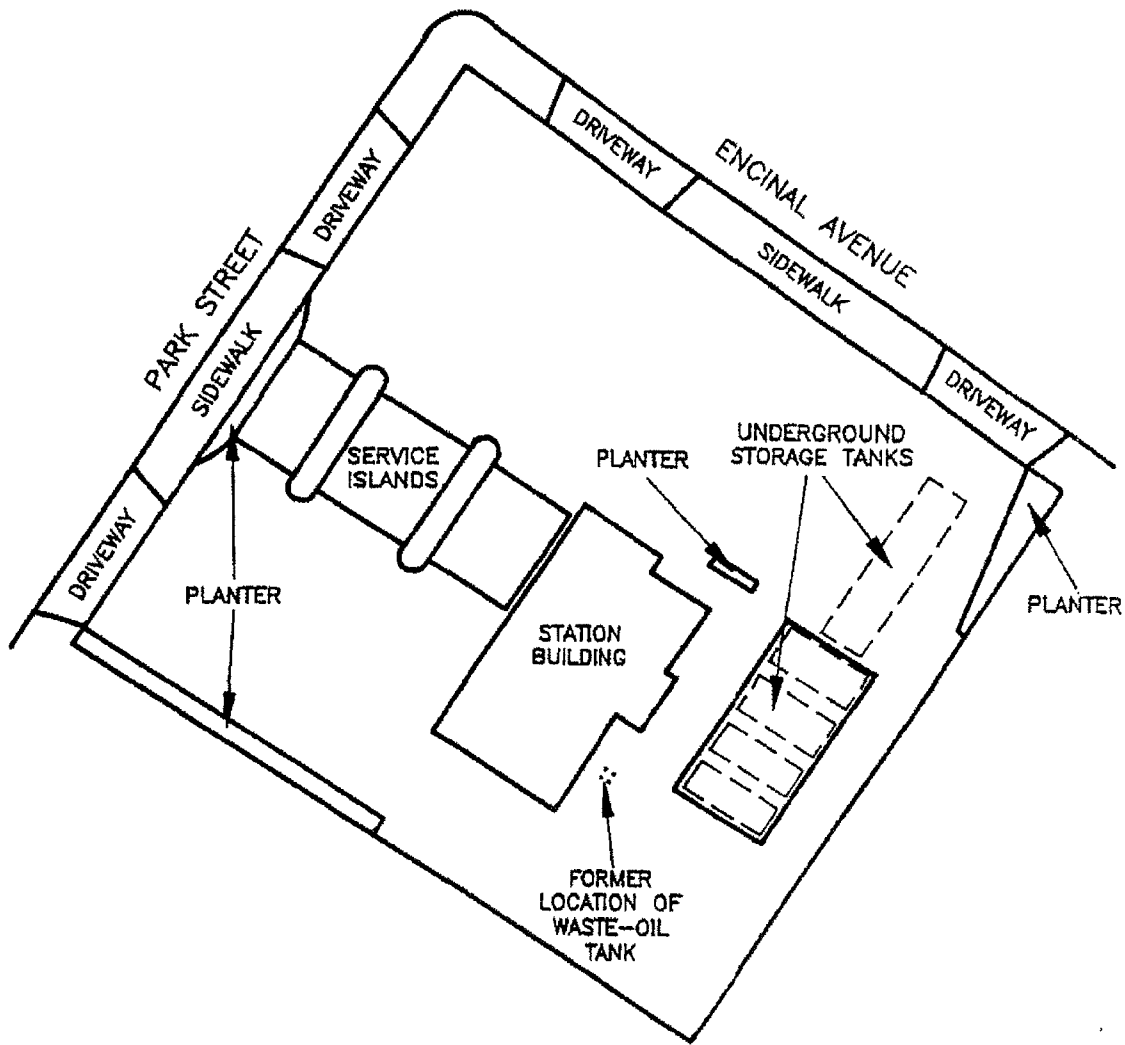 DRIVEWAY
ENCINAL AVENUE
DRIVEWAY
SIDEWALK
PARK STREET
SIDEWALK
DRIVEWAY
UNDERGROUND
STORAGE TANKS
PLANTER
SERVICE
ISLANDS
DRIVEWAY
PLANTER
PLANTER
STATION
BUILDING
FORMER
LOCATION OF
WASTE-OIL
TANK